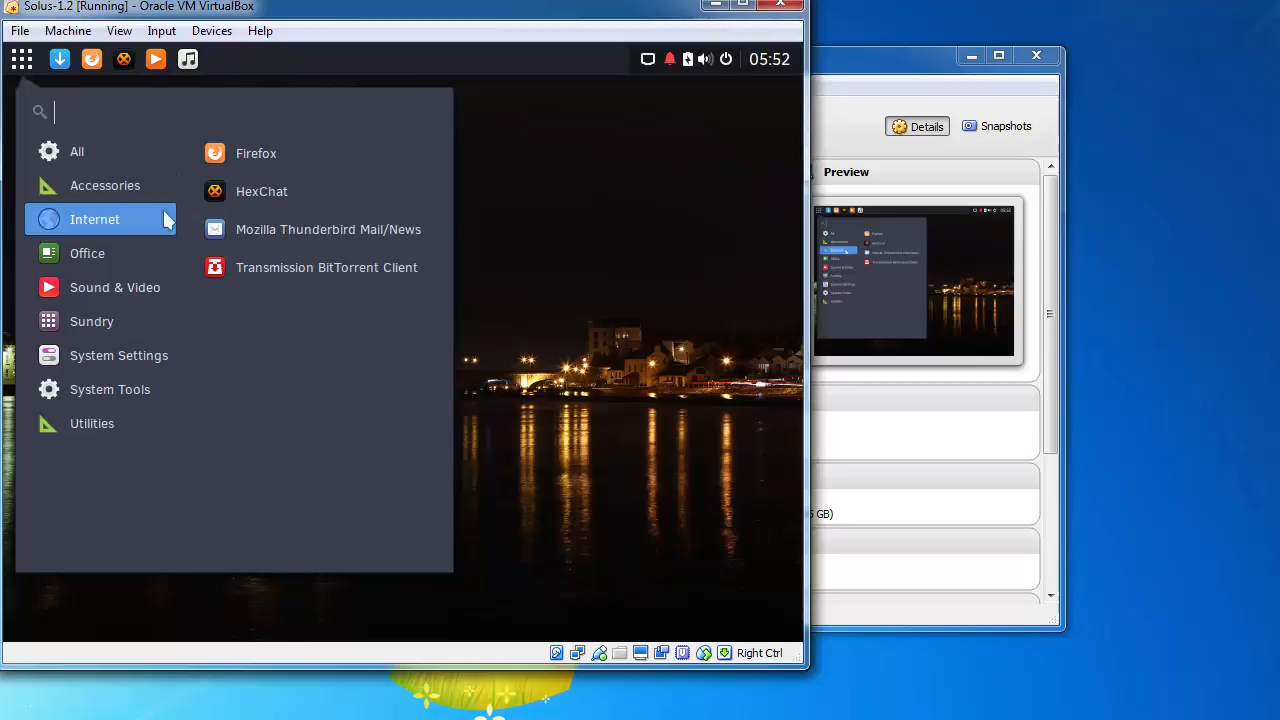 Solus-1.2 [Running] - Oracle VM VirtualBox
File Machine View Input Devices Help
05:52
All
Accessories
Internet
Office
Sound & Video
Sundry
System Settings
System Tools
Utilities
Firefox
HexChat
Mozilla Thunderbird Mail/News
Transmission BitTorrent Client
Right Ctrl
Details
Snapshots
Preview
GB)